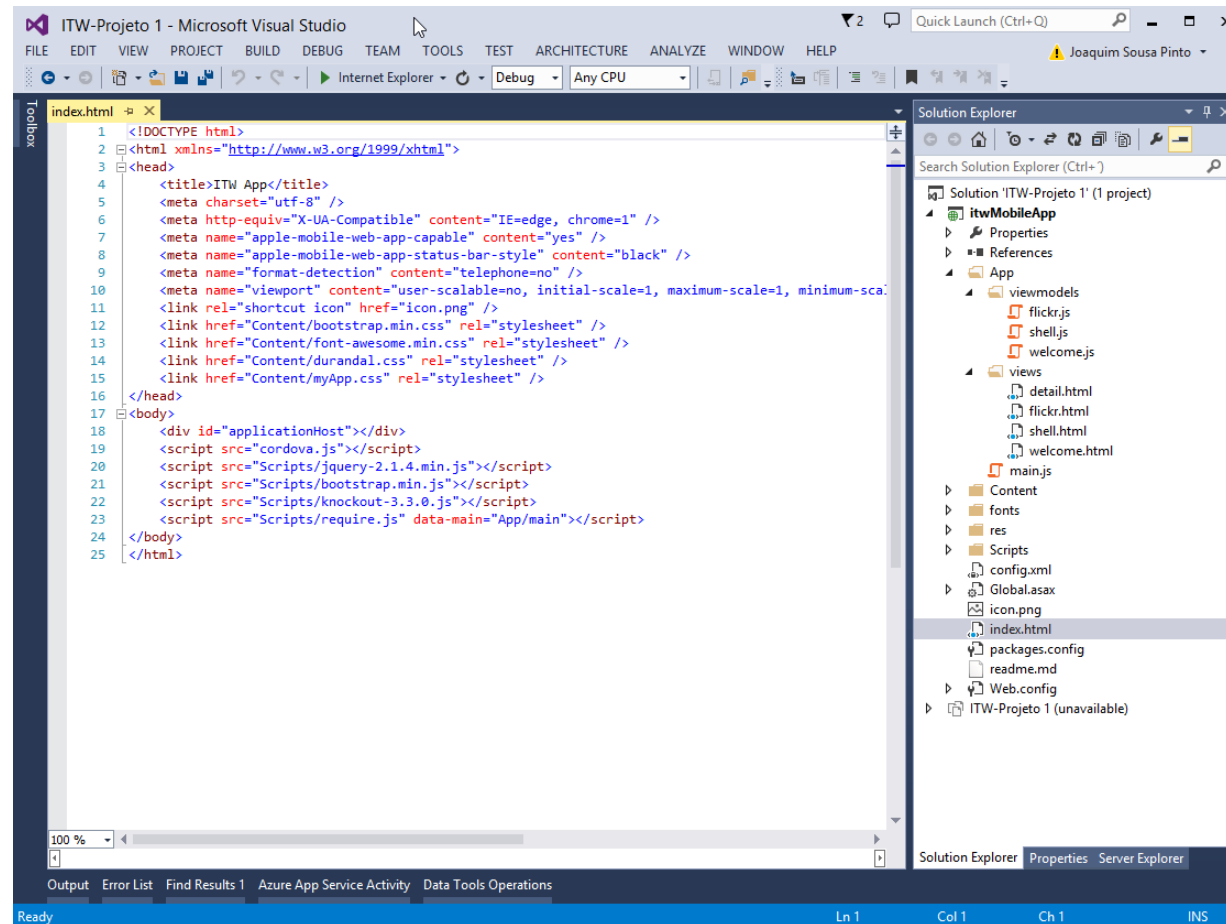 ITW-Projeto 1 - Microsoft Visual Studio
2
Quick Launch (Ctrl+Q)
FILE EDIT VIEW PROJECT BUILD DEBUG TEAM TOOLS TEST ARCHITECTURE ANALYZE WINDOW HELP
Joaquim Sousa Pinto
Internet Explorer
Debug
Any CPU
Toolbox
index.html
1 <!DOCTYPE html>
2 <html xmlns="http://www.w3.org/1999/xhtml">
3 <head>
4 <title>ITW App</title>
5 <meta charset="utf-8" />
6 <meta http-equiv="X-UA-Compatible" content="IE=edge, chrome=1" />
7 <meta name="apple-mobile-web-app-capable" content="yes" />
8 <meta name="apple-mobile-web-app-status-bar-style" content="black" />
9 <meta name="format-detection" content="telephone=no" />
10 <meta name="viewport" content="user-scalable=no, initial-scale=1, maximum-scale=1, minimum-scal
11 <link rel="shortcut icon" href="icon.png" />
12 <link href="Content/bootstrap.min.css" rel="stylesheet" />
13 <link href="Content/font-awesome.min.css" rel="stylesheet" />
14 <link href="Content/durandal.css" rel="stylesheet" />
15 <link href="Content/myApp.css" rel="stylesheet" />
16 </head>
17 <body>
18 <div id="applicationHost"></div>
19 <script src="cordova.js"></script>
20 <script src="Scripts/jquery-2.1.4.min.js"></script>
21 <script src="Scripts/bootstrap.min.js"></script>
22 <script src="Scripts/knockout-3.3.0.js"></script>
23 <script src="Scripts/require.js" data-main="App/main"></script>
24 </body>
25 </html>
100 %
Solution Explorer
Search Solution Explorer (Ctrl+´)
Solution 'ITW-Projeto 1' (1 project)
itwMobileApp
Properties
References
App
viewmodels
flickr.js
shell.js
welcome.js
views
detail.html
flickr.html
shell.html
welcome.html
main.js
Content
fonts
res
Scripts
config.xml
Global.asax
icon.png
index.html
packages.config
readme.md
Web.config
ITW-Projeto 1 (unavailable)
Solution Explorer Properties Server Explorer
Output Error List Find Results 1 Azure App Service Activity Data Tools Operations
Ready Ln 1 Col 1 Ch 1 INS